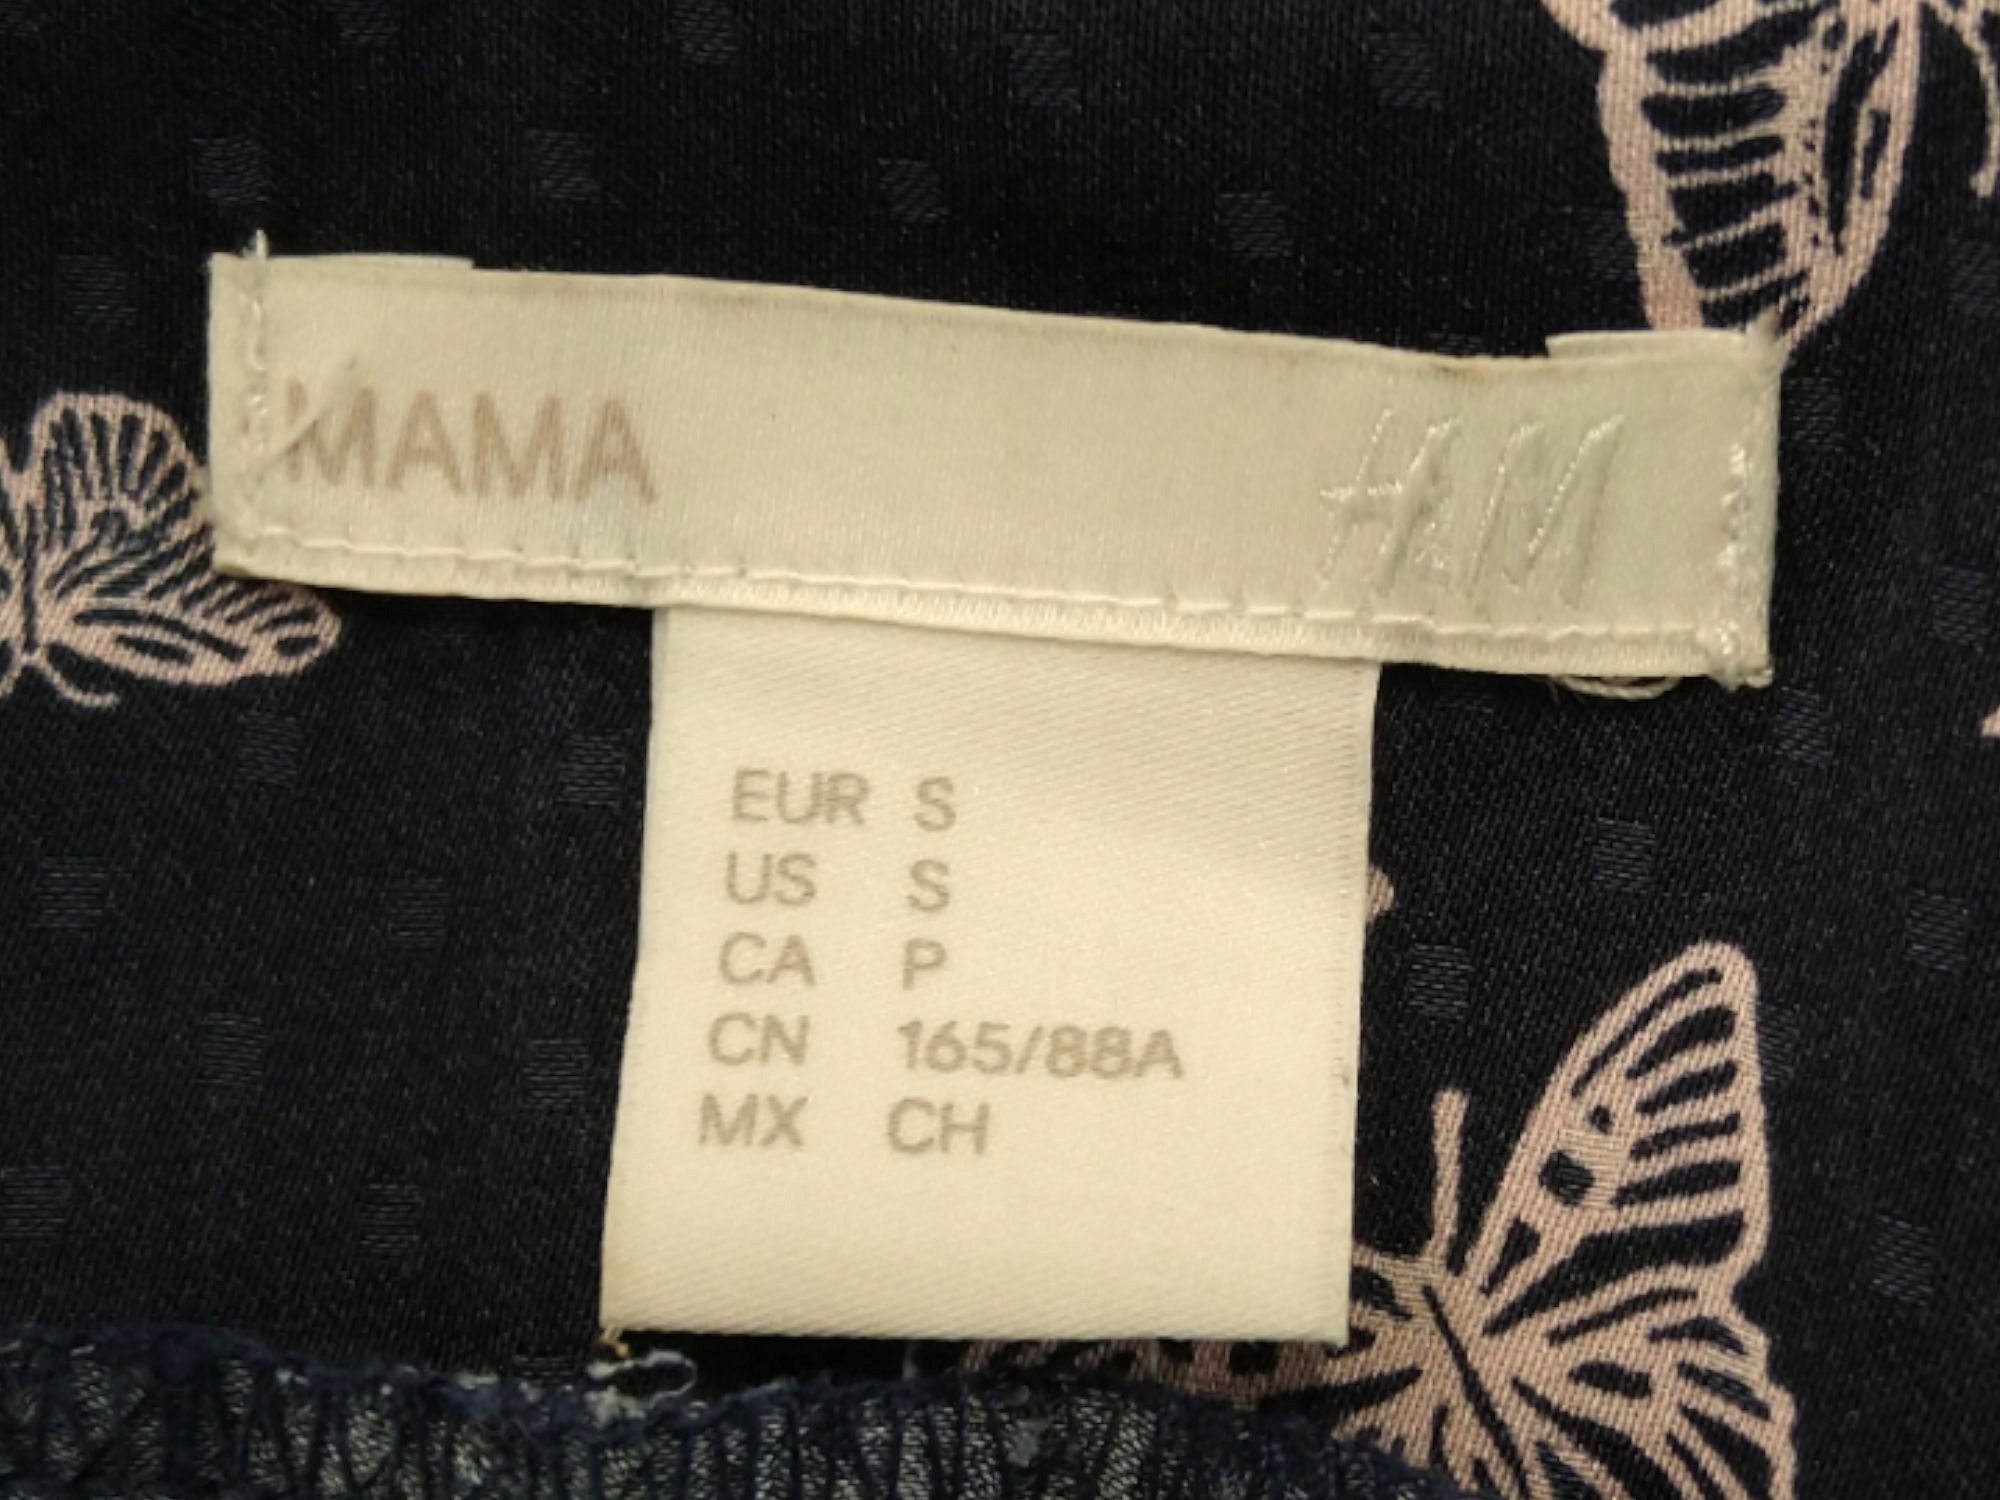 MAMA H&M
EUR S
US S
CA P
CN 165/88A
MX CH